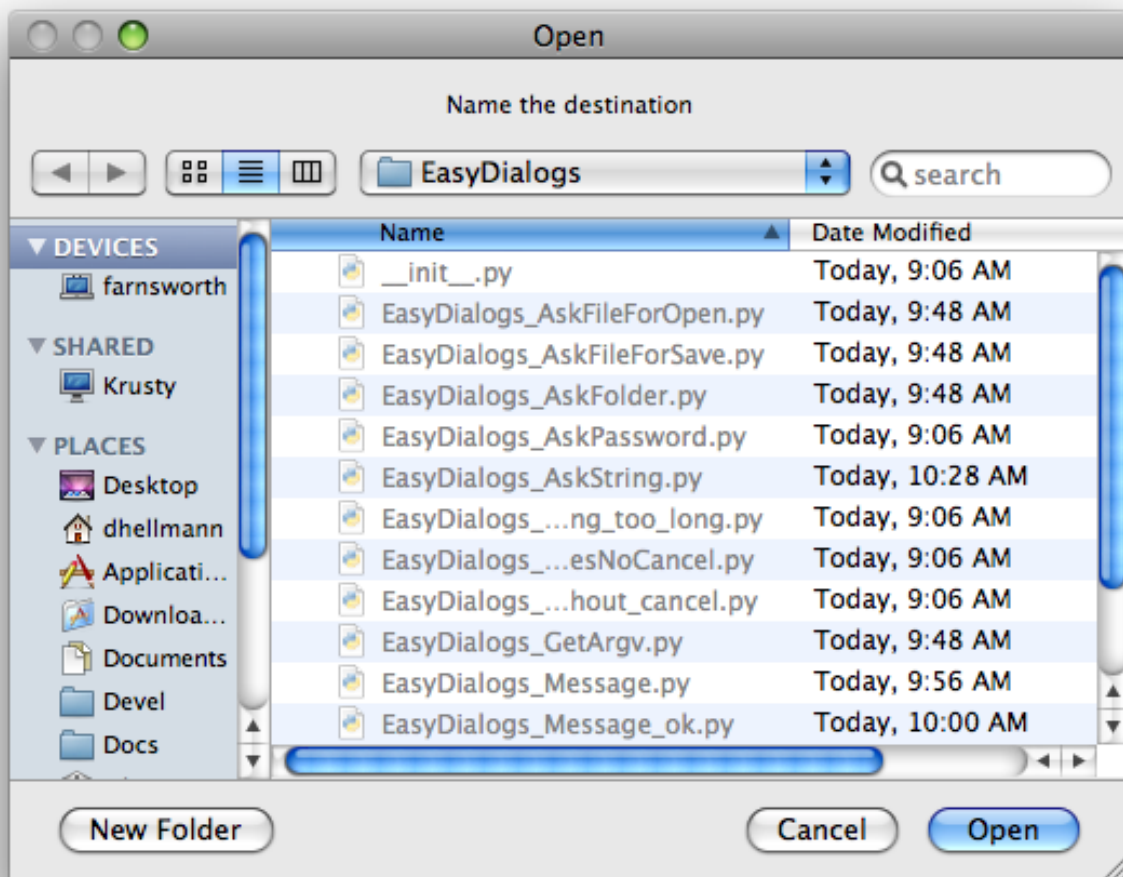 Open
Name the destination
EasyDialogs
search
DEVICES
farnsworth
SHARED
Krusty
PLACES
Desktop
dhellmann
Applicati...
Downloa...
Documents
Devel
Docs
Name Date Modified
__init__.py Today, 9:06 AM
EasyDialogs_AskFileForOpen.py Today, 9:48 AM
EasyDialogs_AskFileForSave.py Today, 9:48 AM
EasyDialogs_AskFolder.py Today, 9:48 AM
EasyDialogs_AskPassword.py Today, 9:06 AM
EasyDialogs_AskString.py Today, 10:28 AM
EasyDialogs_...ng_too_long.py Today, 9:06 AM
EasyDialogs_...esNoCancel.py Today, 9:06 AM
EasyDialogs_...hout_cancel.py Today, 9:06 AM
EasyDialogs_GetArgv.py Today, 9:48 AM
EasyDialogs_Message.py Today, 9:56 AM
EasyDialogs_Message_ok.py Today, 10:00 AM
New Folder
Cancel
Open